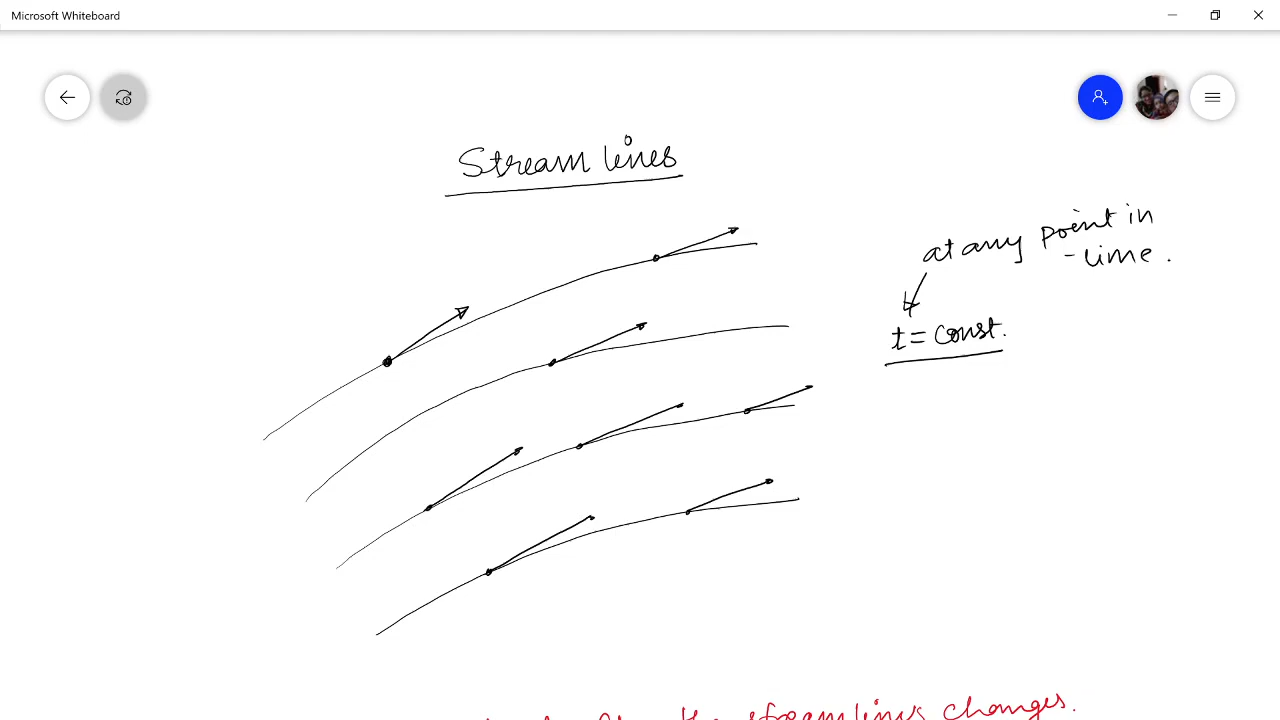 Microsoft Whiteboard
Stream lines
at any point in
time.
t = const.
the streamlines changes.